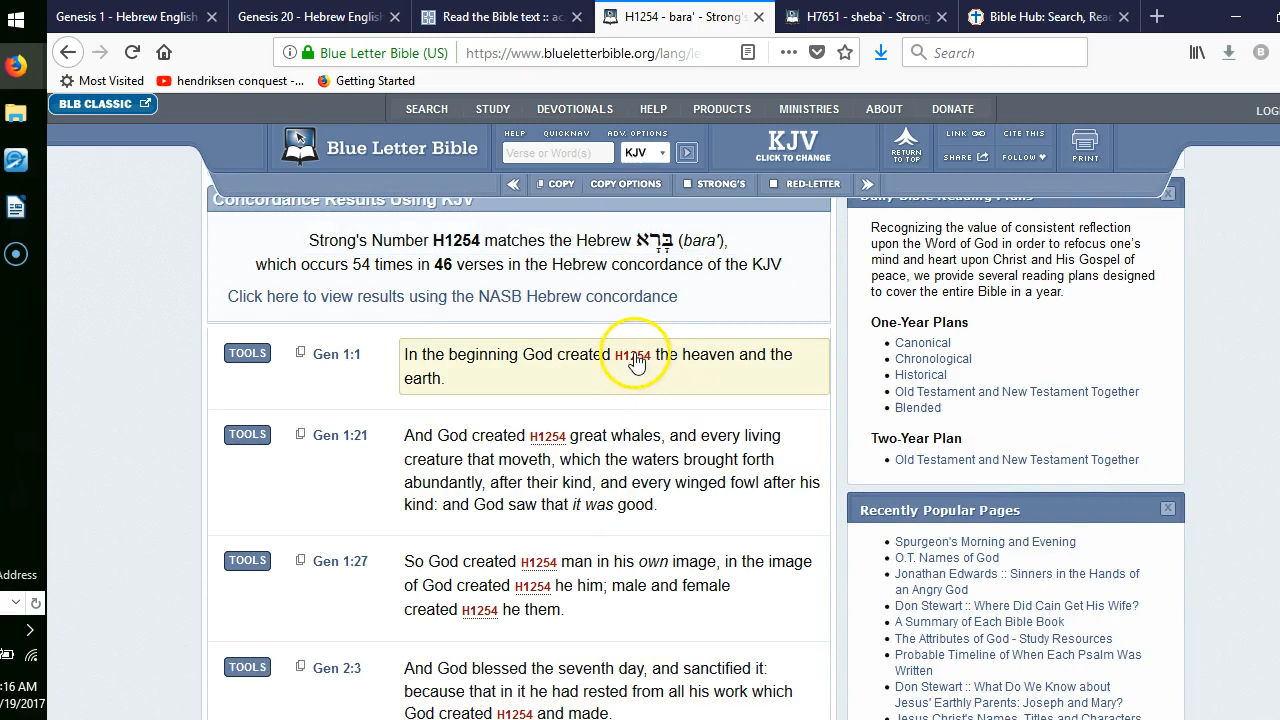 Genesis 1 - Hebrew English
Genesis 20 - Hebrew Engli
Read the Bible text :: ac
H1254 - bara' - Strong's
H7651 - sheba` - Strong
Bible Hub: Search, Rea
Blue Letter Bible (US)
https://www.blueletterbible.org/lang/le
Search
Most Visited
henriksen conquest -...
Getting Started
BLB CLASSIC
SEARCH
STUDY
DEVOTIONALS
HELP
PRODUCTS
MINISTRIES
ABOUT
DONATE
LOGI
Blue Letter Bible
HELP
QUICKNAV
ADV. OPTIONS
Verse or Word(s)
KJV
KJV
CLICK TO CHANGE
RETURN
TO TOP
LINK
CITE THIS
SHARE
FOLLOW
PRINT
COPY
COPY OPTIONS
STRONG'S
RED-LETTER
Concordance Results Using KJV
Strong's Number H1254 matches the Hebrew בָּרָא (bara'),
which occurs 54 times in 46 verses in the Hebrew concordance of the KJV
Click here to view results using the NASB Hebrew concordance
TOOLS
Gen 1:1
In the beginning God created H1254 the heaven and the
earth.
TOOLS
Gen 1:21
And God created H1254 great whales, and every living
creature that moveth, which the waters brought forth
abundantly, after their kind, and every winged fowl after his
kind: and God saw that it was good.
TOOLS
Gen 1:27
So God created H1254 man in his own image, in the image
of God created H1254 he him; male and female
created H1254 he them.
TOOLS
Gen 2:3
And God blessed the seventh day, and sanctified it:
because that in it he had rested from all his work which
God created H1254 and made.
Daily Bible Reading Plans
Recognizing the value of consistent reflection
upon the Word of God in order to refocus one's
mind and heart upon Christ and His Gospel of
peace, we provide several reading plans designed
to cover the entire Bible in a year.
One-Year Plans
Canonical
Chronological
Historical
Old Testament and New Testament Together
Blended
Two-Year Plan
Old Testament and New Testament Together
Recently Popular Pages
Spurgeon's Morning and Evening
O.T. Names of God
Jonathan Edwards :: Sinners in the Hands of
an Angry God
Don Stewart :: Where Did Cain Get His Wife?
A Summary of Each Bible Book
The Attributes of God - Study Resources
Probable Timeline of When Each Psalm Was
Written
Don Stewart :: What Do We Know about
Jesus' Earthly Parents: Joseph and Mary?
Jesus Christ's Names, Titles and Characters
Address
:16 AM
/19/2017